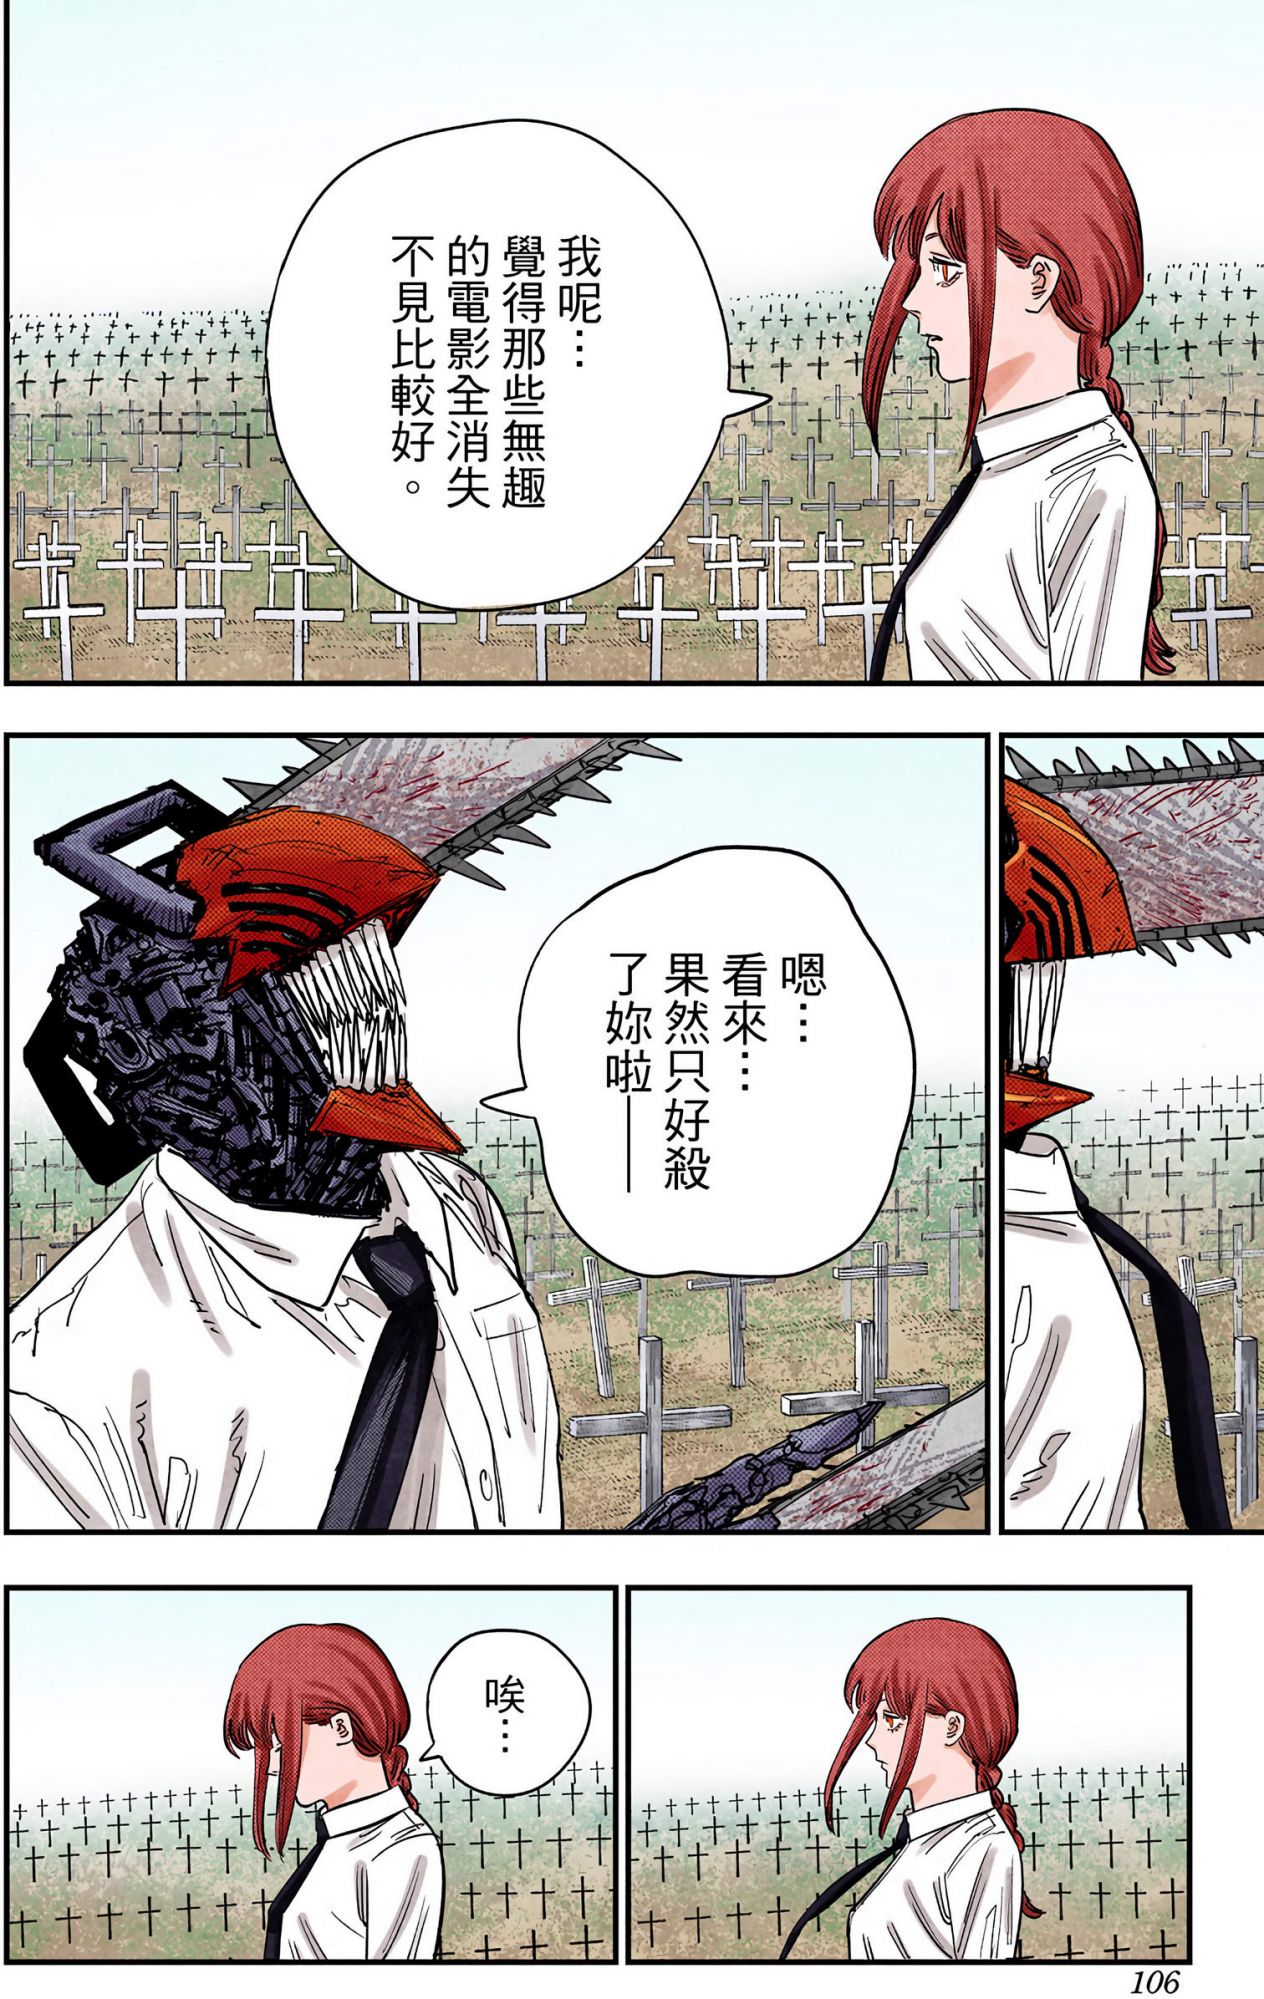 我呢…
覺得那些無趣
的電影全消失
不見比較好。
嗯…
看來…
果然只好殺
了妳啦——
唉…
106